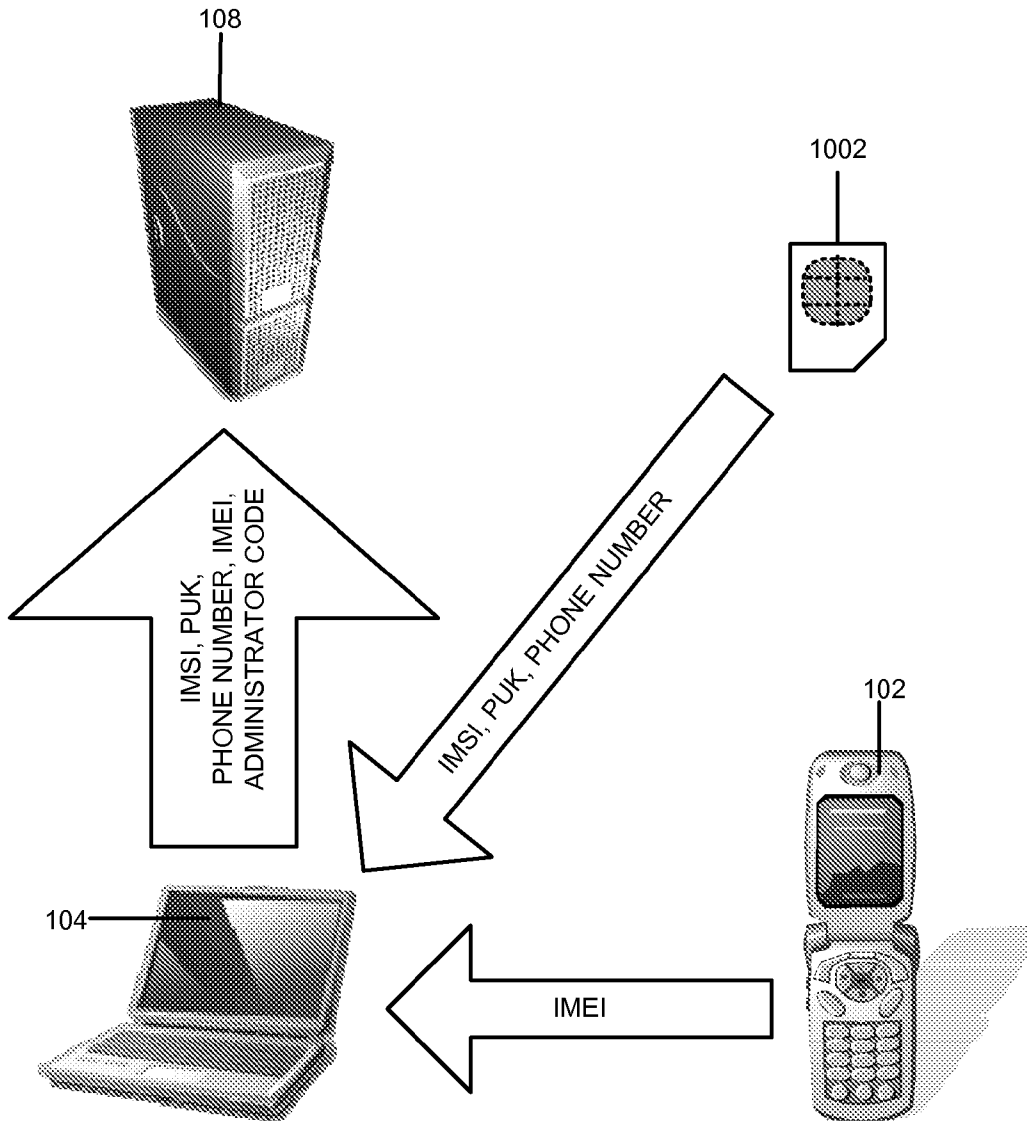 108
1002
IMSI, PUK,
PHONE NUMBER, IMEI,
ADMINISTRATOR CODE
IMSI, PUK, PHONE NUMBER
102
104
IMEI